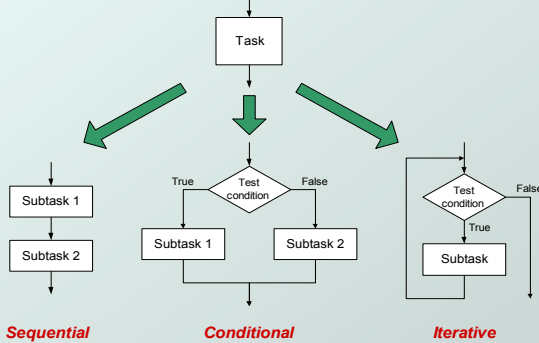 Task
True
Test
condition
False
Subtask 1
Subtask 2
Subtask 1
Subtask 2
Test
condition
False
True
Subtask
Sequential
Conditional
Iterative